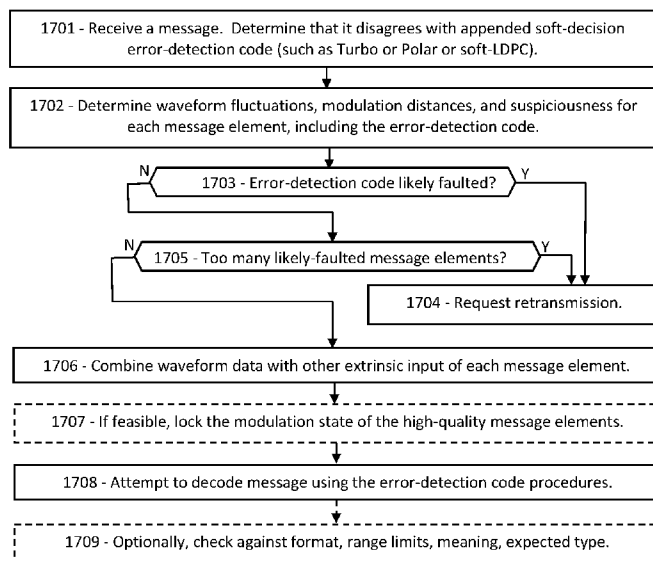 1701 - Receive a message. Determine that it disagrees with appended soft-decision
error-detection code (such as Turbo or Polar or soft-LDPC).
1702 - Determine waveform fluctuations, modulation distances, and suspiciousness for
each message element, including the error-detection code.
N
1703 - Error-detection code likely faulted?
Y
N
1705 - Too many likely-faulted message elements?
Y
1704 - Request retransmission.
1706 - Combine waveform data with other extrinsic input of each message element.
1707 - If feasible, lock the modulation state of the high-quality message elements.
1708 - Attempt to decode message using the error-detection code procedures.
1709 - Optionally, check against format, range limits, meaning, expected type.